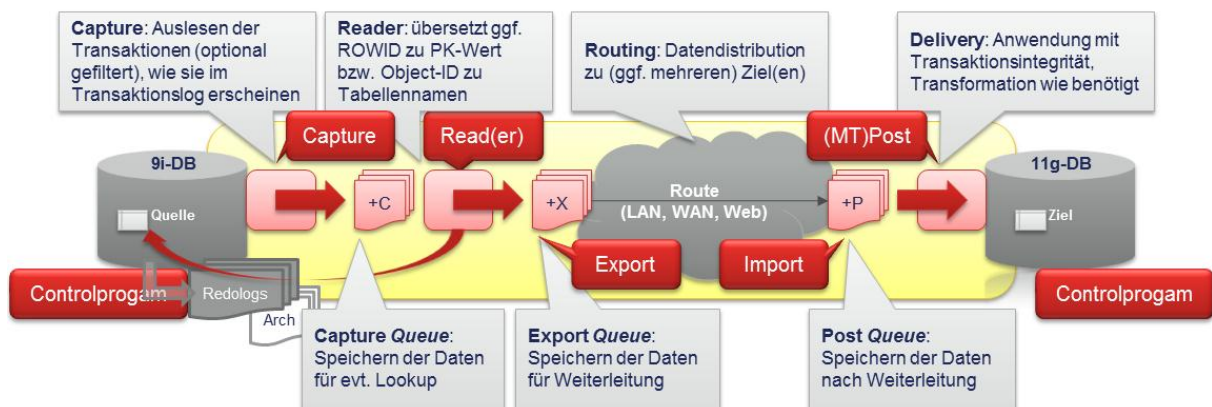 Capture: Auslesen der
Transaktionen (optional
gefiltert), wie sie im
Transaktionslog erscheinen
Reader: übersetzt ggf.
ROWID zu PK-Wert
bzw. Object-ID zu
Tabellennamen
Routing: Datendistribution
zu (ggf. mehreren) Ziel(en)
Delivery: Anwendung mit
Transaktionsintegrität,
Transformation wie benötigt
Capture
Read(er)
(MT)Post
9i-DB
11g-DB
Quelle
+C
+X
Route
(LAN, WAN, Web)
+P
Ziel
Export
Import
Controlprogam
Redologs
Arch
Controlprogam
Capture Queue:
Speichern der Daten
für evt. Lookup
Export Queue:
Speichern der Daten
für Weiterleitung
Post Queue:
Speichern der Daten
nach Weiterleitung